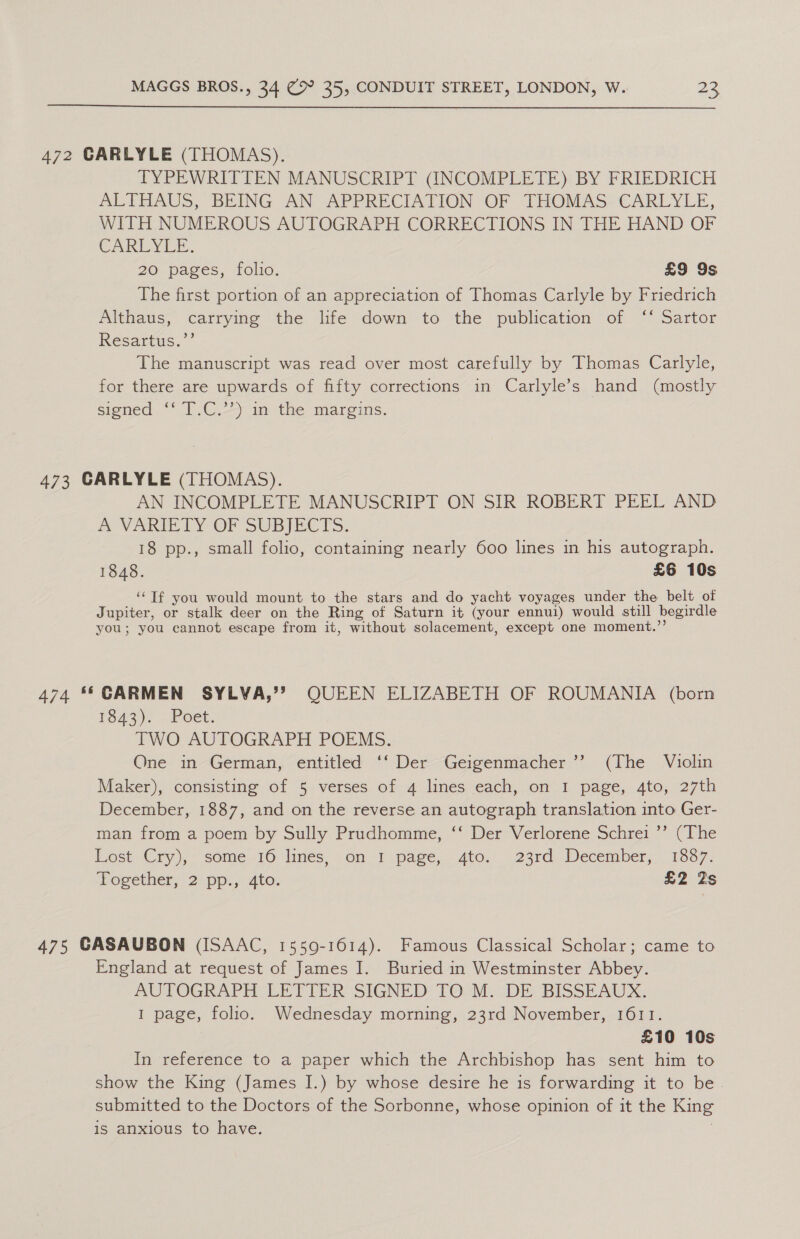 MAGGS BROS., 34 & 35, CONDUIT STREET, LONDON, W. 23
472 CARLYLE (THOMAS).
TYPEWRITTEN MANUSCRIPT (INCOMPLETE) BY FRIEDRICH
ALTHAUS, BEING AN APPRECIATION OF THOMAS CARLYLE,
WITH NUMEROUS AUTOGRAPH CORRECTIONS IN THE HAND OF
CARLYLE.
20 pages, folio. £9 9s
The first portion of an appreciation of Thomas Carlyle by Friedrich
Althaus, carrying the life down to the publication of ‘‘ Sartor
Resartus.’’
The manuscript was read over most carefully by Thomas Carlyle,
for there are upwards of fifty corrections in Carlyle’s hand (mostly
signed ‘‘ T.C.’’) in the margins.
473 CARLYLE (THOMAS).
AN INCOMPLETE MANUSCRIPT ON SIR ROBERT PEEL AND
A VARIETY OF SUBJECTS.
18 pp., small folio, containing nearly 600 lines in his autograph.
1848. £6 10s
‘‘ If you would mount to the stars and do yacht voyages under the belt of
Jupiter, or stalk deer on the Ring of Saturn it (your ennui) would still begirdle
you; you cannot escape from it, without solacement, except one moment.’’
474 ‘‘ CARMEN SYLVA,’’ QUEEN ELIZABETH OF ROUMANIA (born
1843). Poet.
TWO AUTOGRAPH POEMS.
One in German, entitled ‘‘ Der Geigenmacher ’’ (The Violin
Maker), consisting of 5 verses of 4 lines each, on 1 page, 4to, 27th
December, 1887, and on the reverse an autograph translation into Ger-
man from a poem by Sully Prudhomme, ‘‘ Der Verlorene Schrei ’’ (The
Lost Cry), some 16 lines, on 1 page, 4to. 23rd December, 1887.
Together, 2 pp., 4to. £2 2s
475 CASAUBON (ISAAC, 1559-1614). Famous Classical Scholar; came to
England at request of James I. Buried in Westminster Abbey.
AUTOGRAPH LETTER SIGNED TO M. DE BISSEAUX.
1 page, folio. Wednesday morning, 23rd November, 1611.
£10 10s
In reference to a paper which the Archbishop has sent him to
show the King (James I.) by whose desire he is forwarding it to be
submitted to the Doctors of the Sorbonne, whose opinion of it the King
is anxious to have.